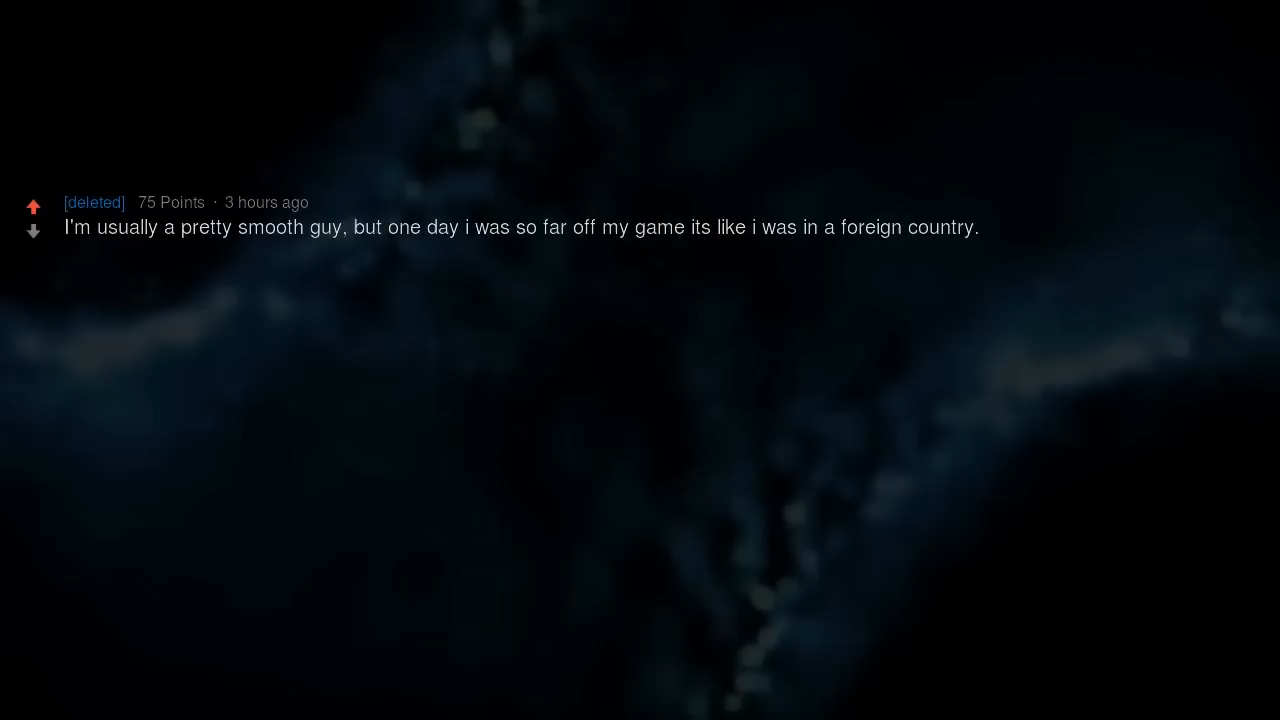 [deleted] 75 Points · 3 hours ago
I'm usually a pretty smooth guy, but one day i was so far off my game its like i was in a foreign country.